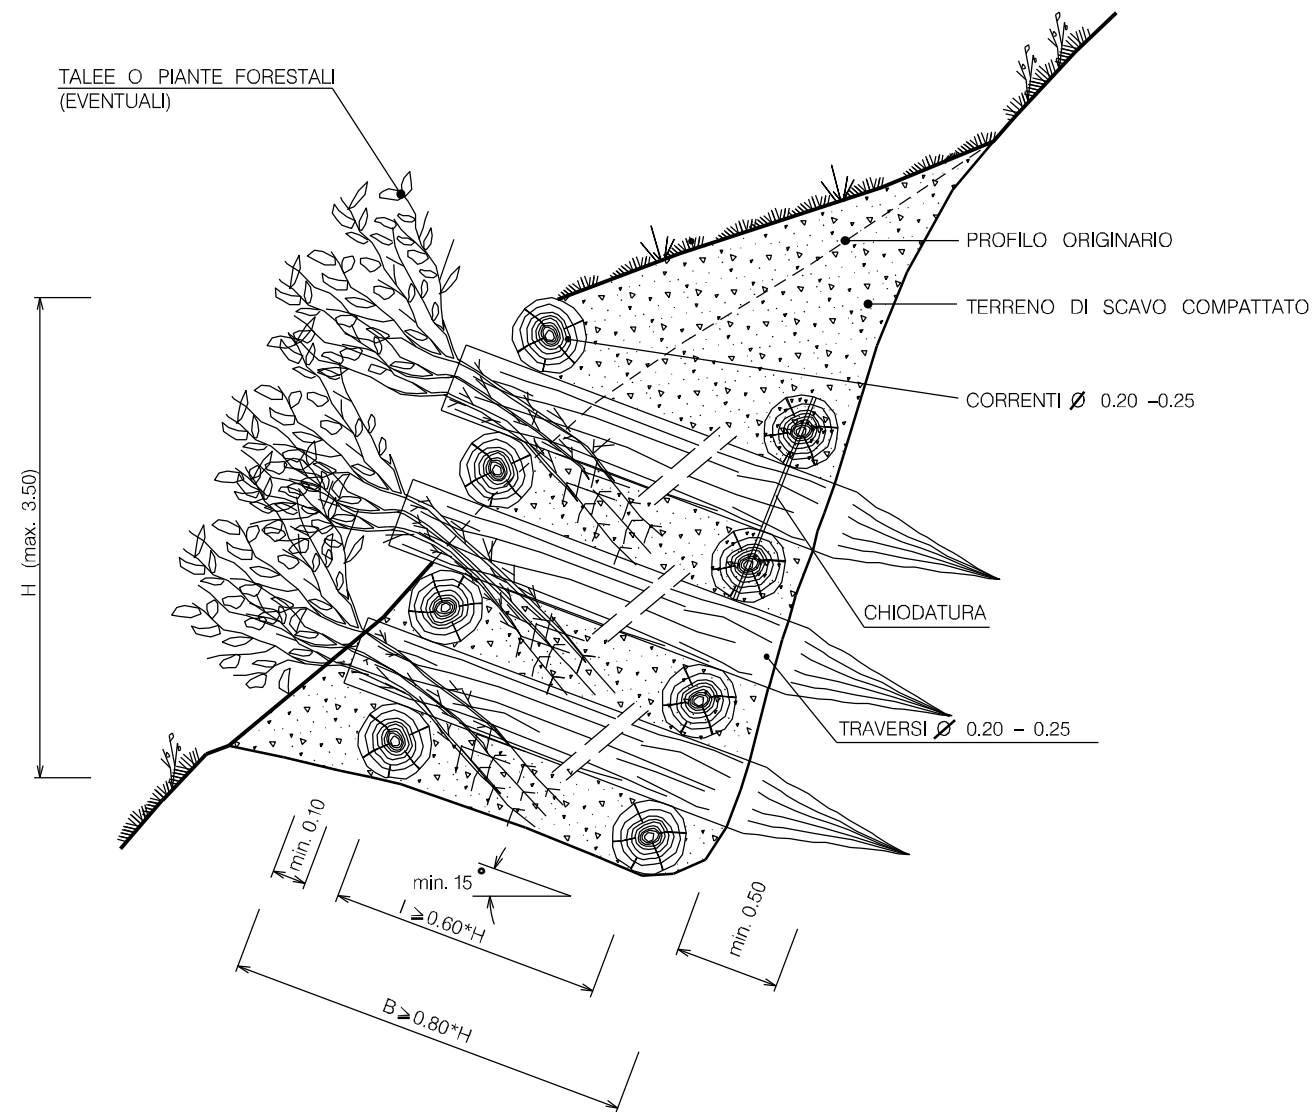 TALEE O PIANTE FORESTALI
(EVENTUALI)
PROFILO ORIGINARIO
TERRENO DI SCAVO COMPATTATO
CORRENTI Ø 0.20 -0.25
H (max. 3.50)
CHIODATURA
TRAVERSI Ø 0.20 - 0.25
min. 0.10
min. 15°
l ≥0.60*H
min. 0.50
B ≥0.80*H